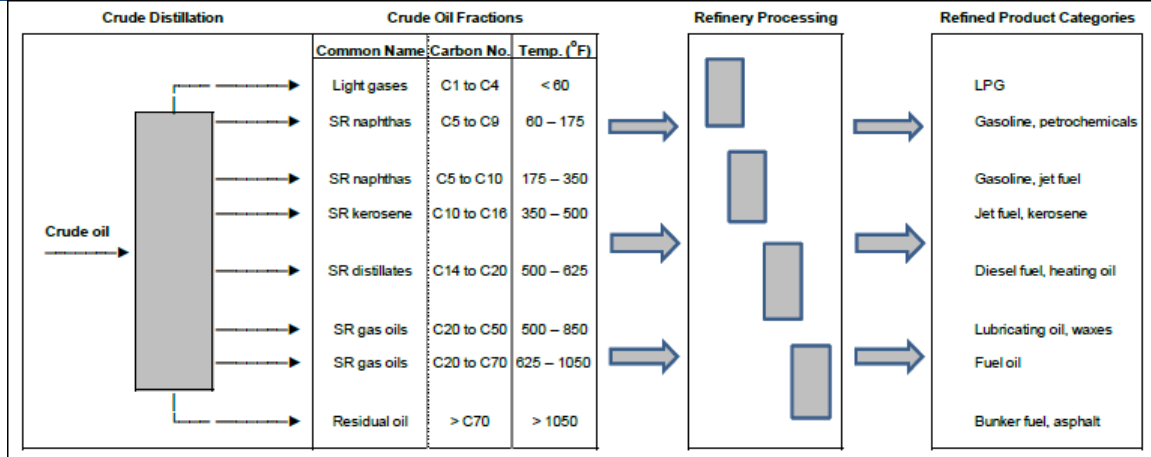 Crude Distillation Crude Oil Fractions Refinery Processing Refined Product Categories
Common Name Carbon No. Temp. (°F)
Light gases C1 to C4 < 60 LPG
SR naphthas C5 to C9 60 – 175 Gasoline, petrochemicals
SR naphthas C5 to C10 175 – 350 Gasoline, jet fuel
SR kerosene C10 to C16 350 – 500 Jet fuel, kerosene
Crude oil
SR distillates C14 to C20 500 – 625 Diesel fuel, heating oil
SR gas oils C20 to C50 500 – 850 Lubricating oil, waxes
SR gas oils C20 to C70 625 – 1050 Fuel oil
Residual oil > C70 > 1050 Bunker fuel, asphalt